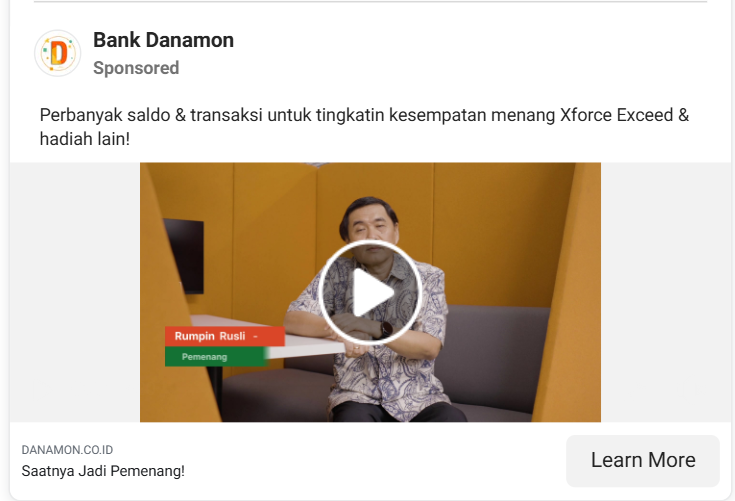 D
Bank Danamon
Sponsored
Perbanyak saldo & transaksi untuk tingkatin kesempatan menang Xforce Exceed &
hadiah lain!
Rumpin Rusli -
Pemenang
DANAMON.CO.ID
Saatnya Jadi Pemenang!
Learn More